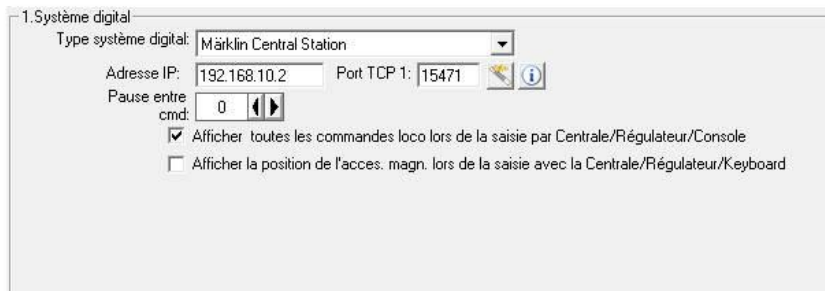 1.Système digital
Type système digital: Märklin Central Station
Adresse IP: 192.168.10.2 Port TCP 1: 15471
Pause entre
cmd: 0
Afficher toutes les commandes loco lors de la saisie par Centrale/Régulateur/Console
Afficher la position de l'acces. magn. lors de la saisie avec la Centrale/Régulateur/Keyboard